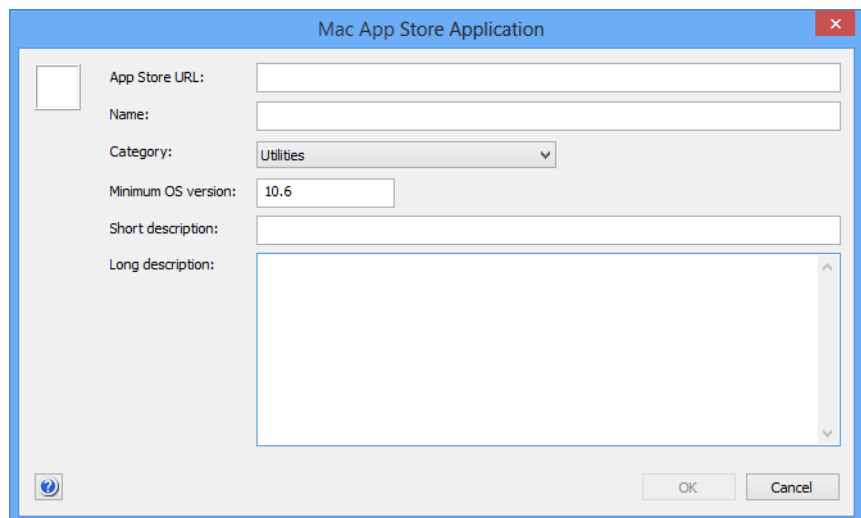 Mac App Store Application
App Store URL:
Name:
Category: Utilities
Minimum OS version: 10.6
Short description:
Long description:
OK Cancel